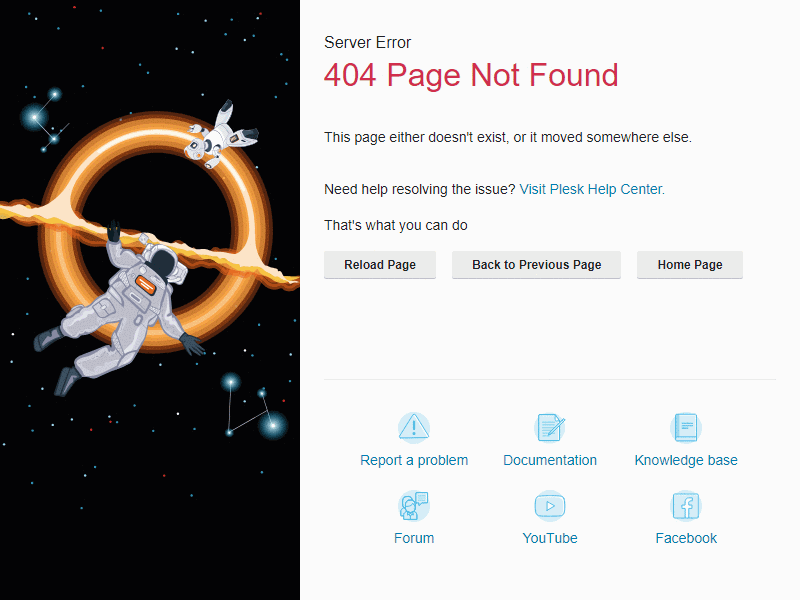 Server Error
404 Page Not Found
This page either doesn't exist, or it moved somewhere else.
Need help resolving the issue? Visit Plesk Help Center.
That's what you can do
Reload Page
Back to Previous Page
Home Page
Report a problem
Documentation
Knowledge base
Forum
YouTube
Facebook